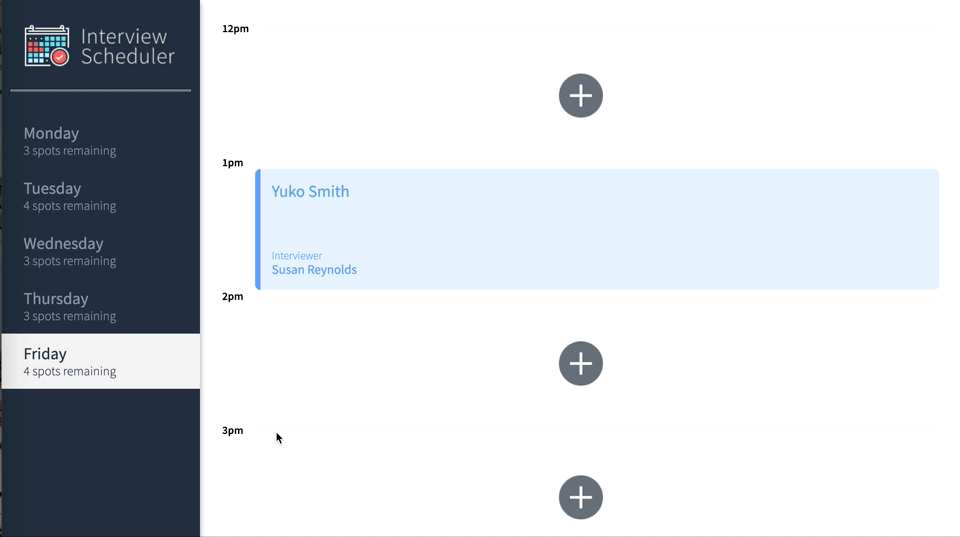 Interview
Scheduler
Monday
3 spots remaining
Tuesday
4 spots remaining
Wednesday
3 spots remaining
Thursday
3 spots remaining
Friday
4 spots remaining
12pm
1pm
Yuko Smith
Interviewer
Susan Reynolds
2pm
3pm